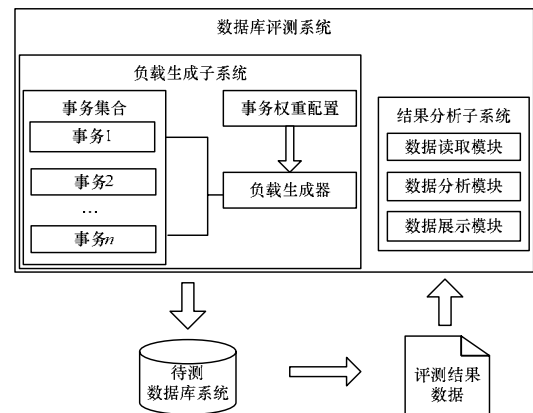 数据库评测系统
负载生成子系统
事务集合
事务1
事务2
…
事务n
事务权重配置
负载生成器
结果分析子系统
数据读取模块
数据分析模块
数据展示模块
待测
数据库系统
评测结果
数据